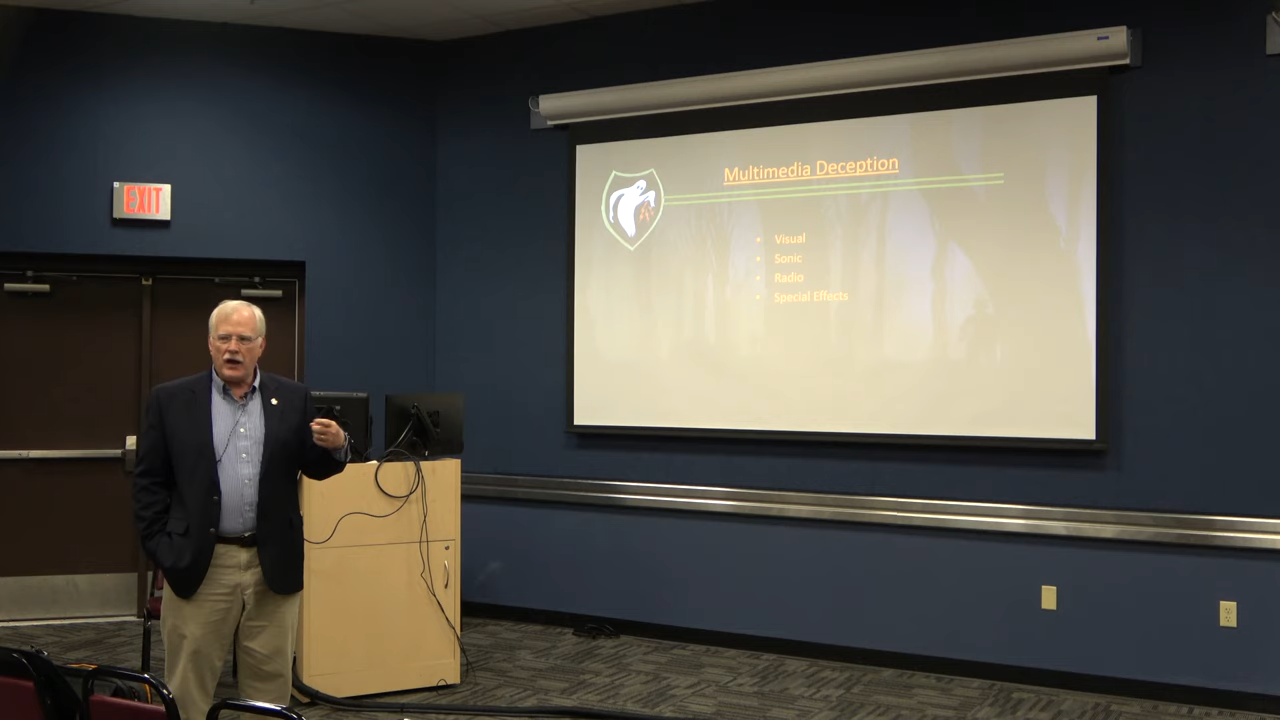 EXIT
Multimedia Deception
• Visual
• Sonic
• Radio
• Special Effects